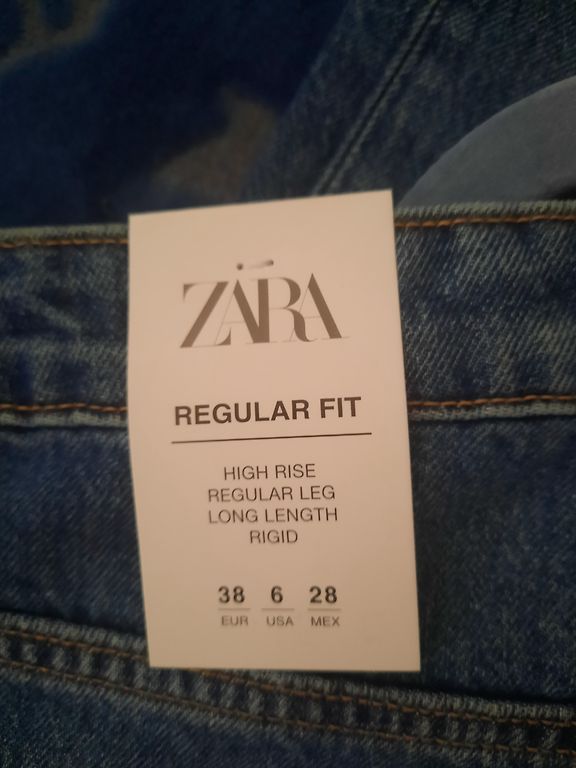 ZARA
REGULAR FIT
HIGH RISE
REGULAR LEG
LONG LENGTH
RIGID
38 6 28
EUR USA MEX